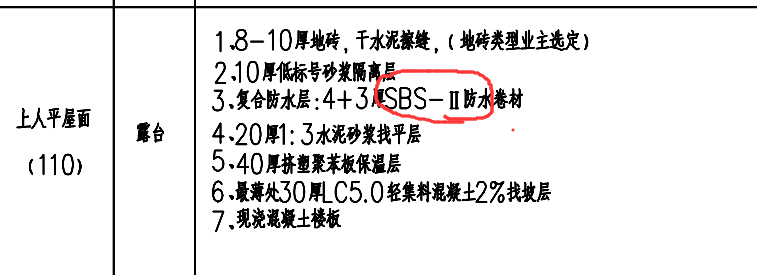 上人平屋面
(110)
露台
1、8-10厚地砖，干水泥擦缝，(地砖类型业主选定)
2、10厚低标号砂浆隔离层
3、复合防水层：4+3厚SBS-Ⅱ防水卷材
4、20厚1：3水泥砂浆找平层
5、40厚挤塑聚苯板保温层
6、最薄处30厚LC5.0轻集料混凝土2%找坡层
7、现浇混凝土楼板